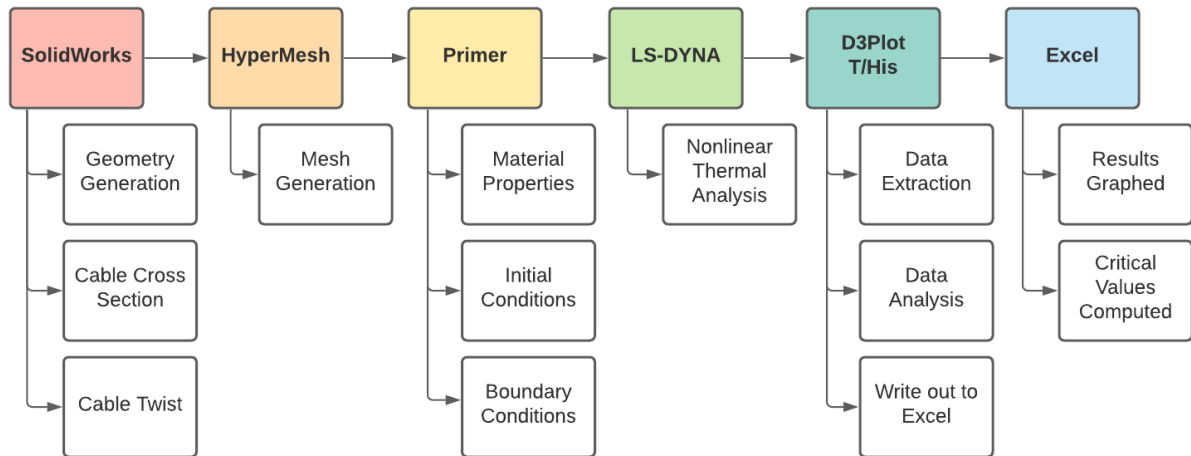 SolidWorks
HyperMesh
Primer
LS-DYNA
D3Plot
T/His
Excel
Geometry
Generation
Cable Cross
Section
Cable Twist
Mesh
Generation
Material
Properties
Initial
Conditions
Boundary
Conditions
Nonlinear
Thermal
Analysis
Data
Extraction
Data
Analysis
Write out to
Excel
Results
Graphed
Critical
Values
Computed